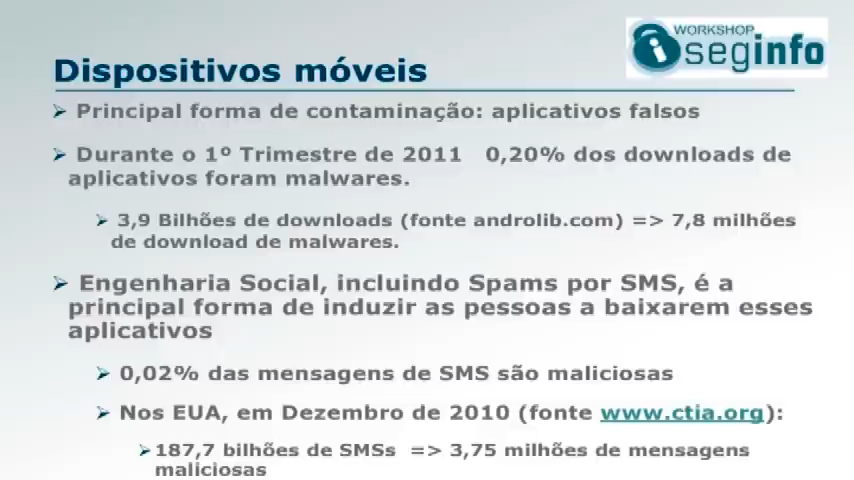 WORKSHOP
seginfo
Dispositivos móveis
Principal forma de contaminação: aplicativos falsos
Durante o 1º Trimestre de 2011 0,20% dos downloads de
aplicativos foram malwares.
3,9 Bilhões de downloads (fonte androlib.com) => 7,8 milhões
de download de malwares.
Engenharia Social, incluindo Spams por SMS, é a
principal forma de induzir as pessoas a baixarem esses
aplicativos
0,02% das mensagens de SMS são maliciosas
Nos EUA, em Dezembro de 2010 (fonte www.ctia.org):
187,7 bilhões de SMSs => 3,75 milhões de mensagens
maliciosas